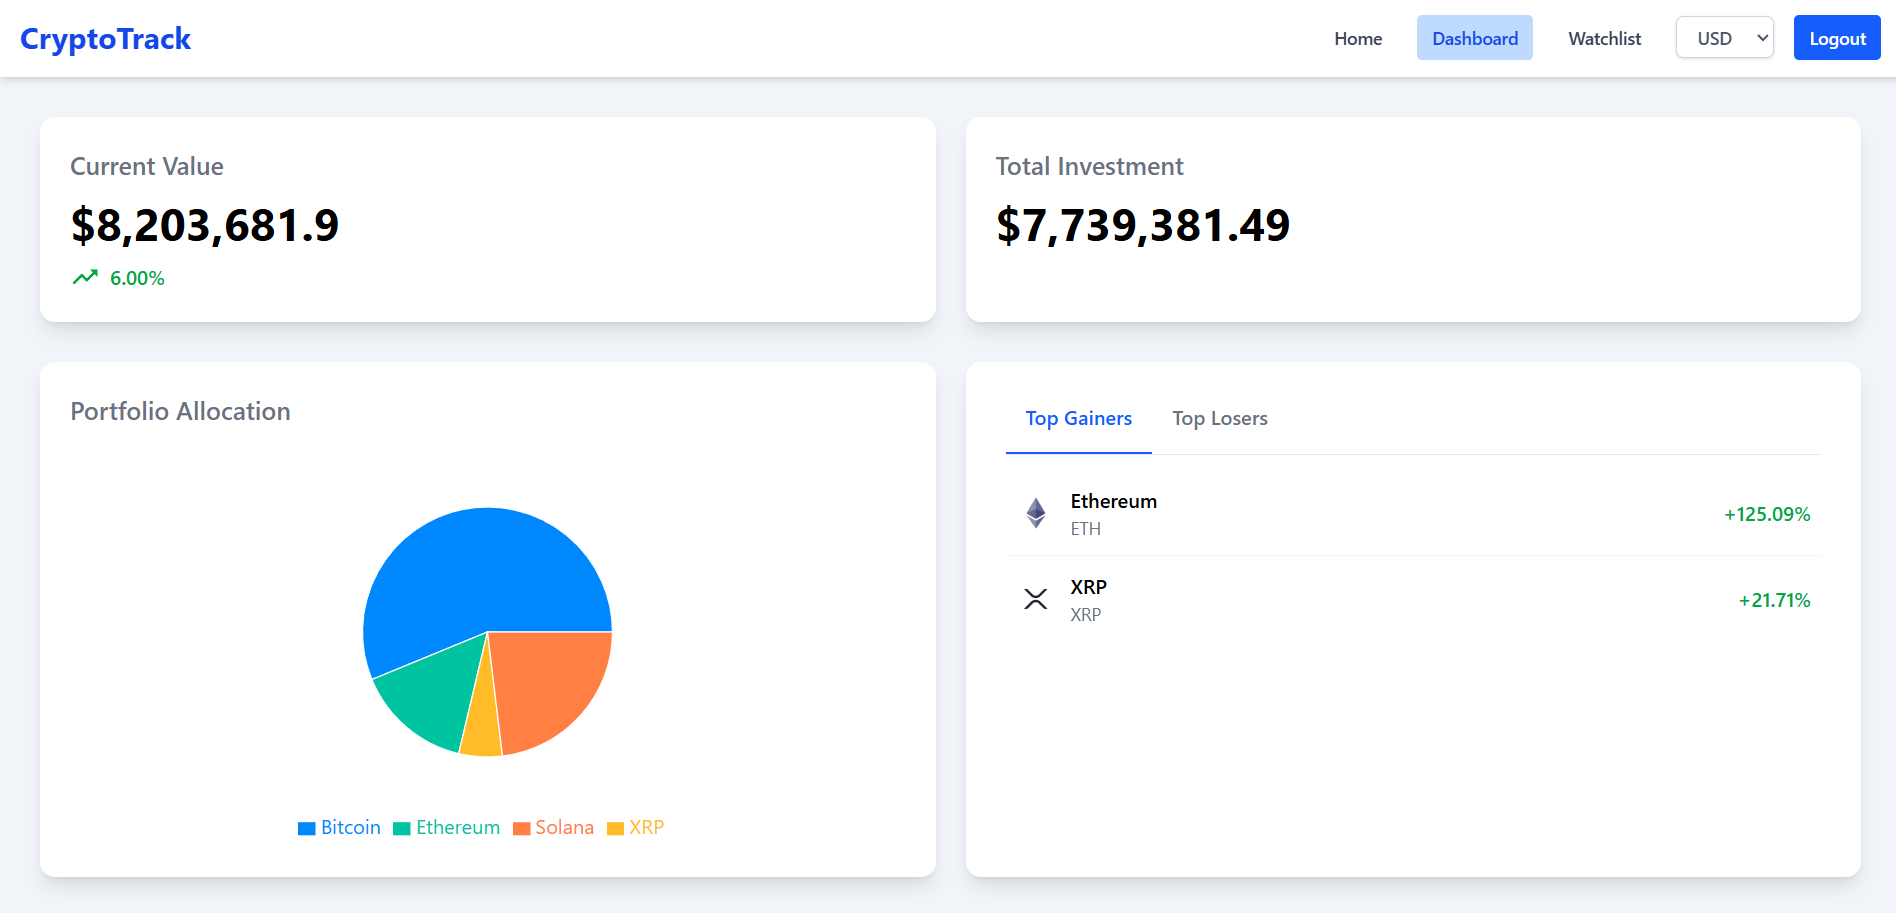 CryptoTrack
Home
Dashboard
Watchlist
USD
Logout
Current Value
$8,203,681.9
6.00%
Total Investment
$7,739,381.49
Portfolio Allocation
Bitcoin Ethereum Solana XRP
Top Gainers
Top Losers
Ethereum
ETH
+125.09%
XRP
XRP
+21.71%